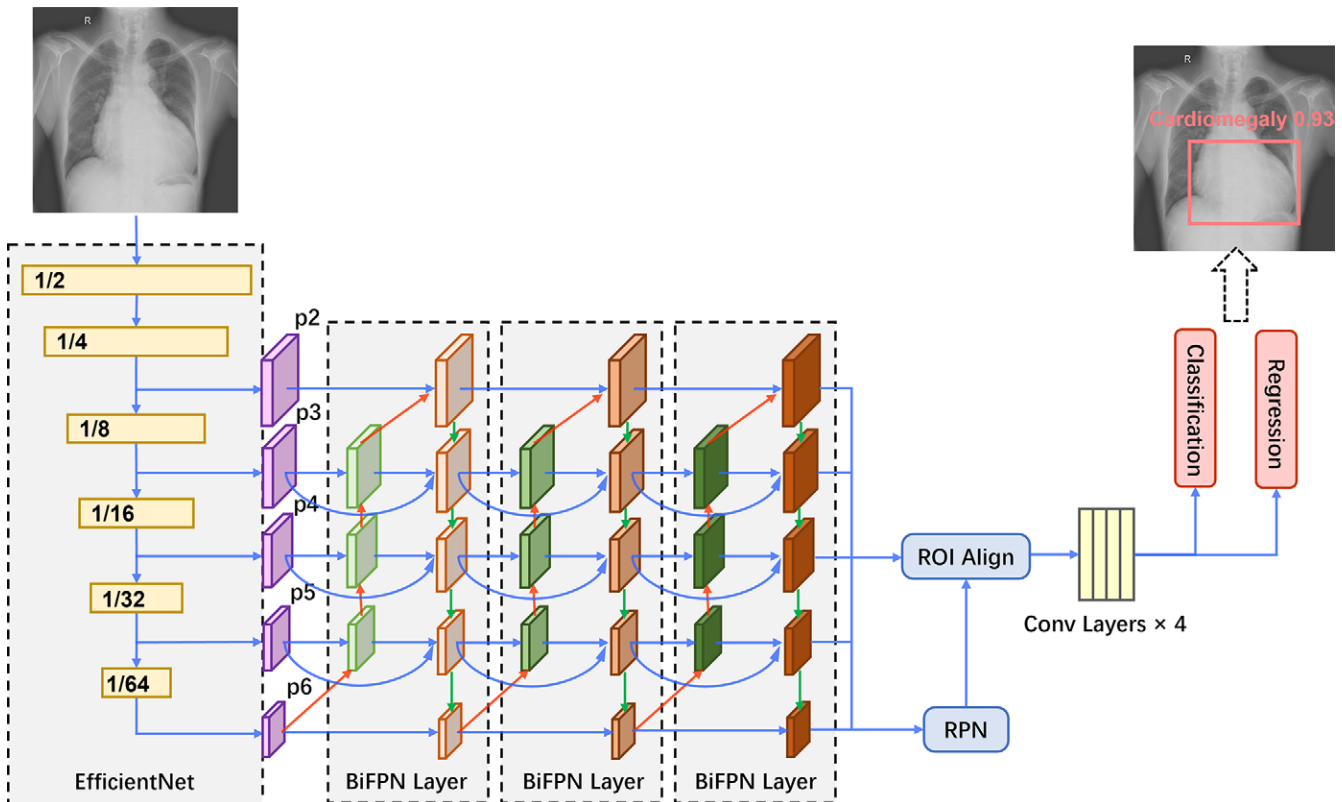 R
R
Cardiomegaly 0.93
1/2
1/4
1/8
1/16
1/32
1/64
EfficientNet
p2
p3
p4
p5
p6
BiFPN Layer
BiFPN Layer
BiFPN Layer
ROI Align
RPN
Conv Layers × 4
Classification
Regression